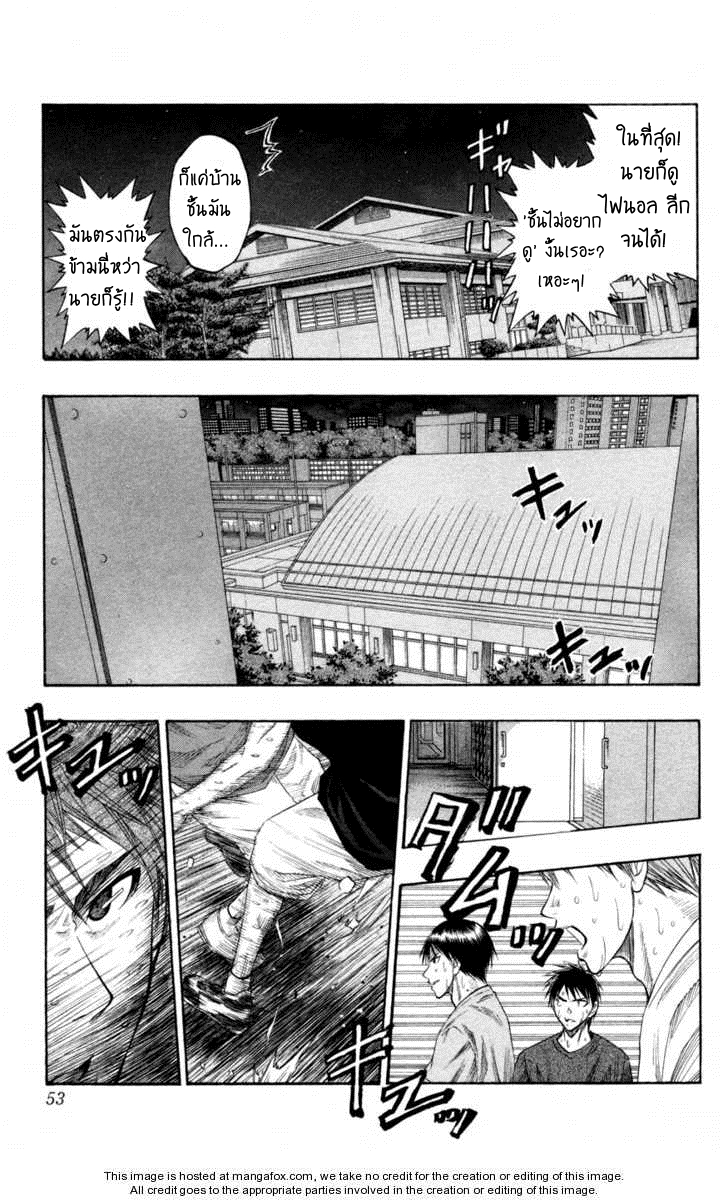 ในที่สุด!
นายก็ดู
ไฟนอล ลีก
จนได้!
'ชั้นไม่อยาก
ดู' งั้นเรอะ?
เหอะๆ!
ギャーーー
ก็แค่บ้าน
ชั้นมัน
ใกล้...
มันตรงกัน
ข้ามนี่หว่า
นายก็รู้!!
キュッ
キュッ
ダムッ
キュッ
キュッ
53
This image is hosted at mangafox.com, we take no credit for the creation or editing of this image.
All credit goes to the appropriate parties involved in the creation or editing of this image.